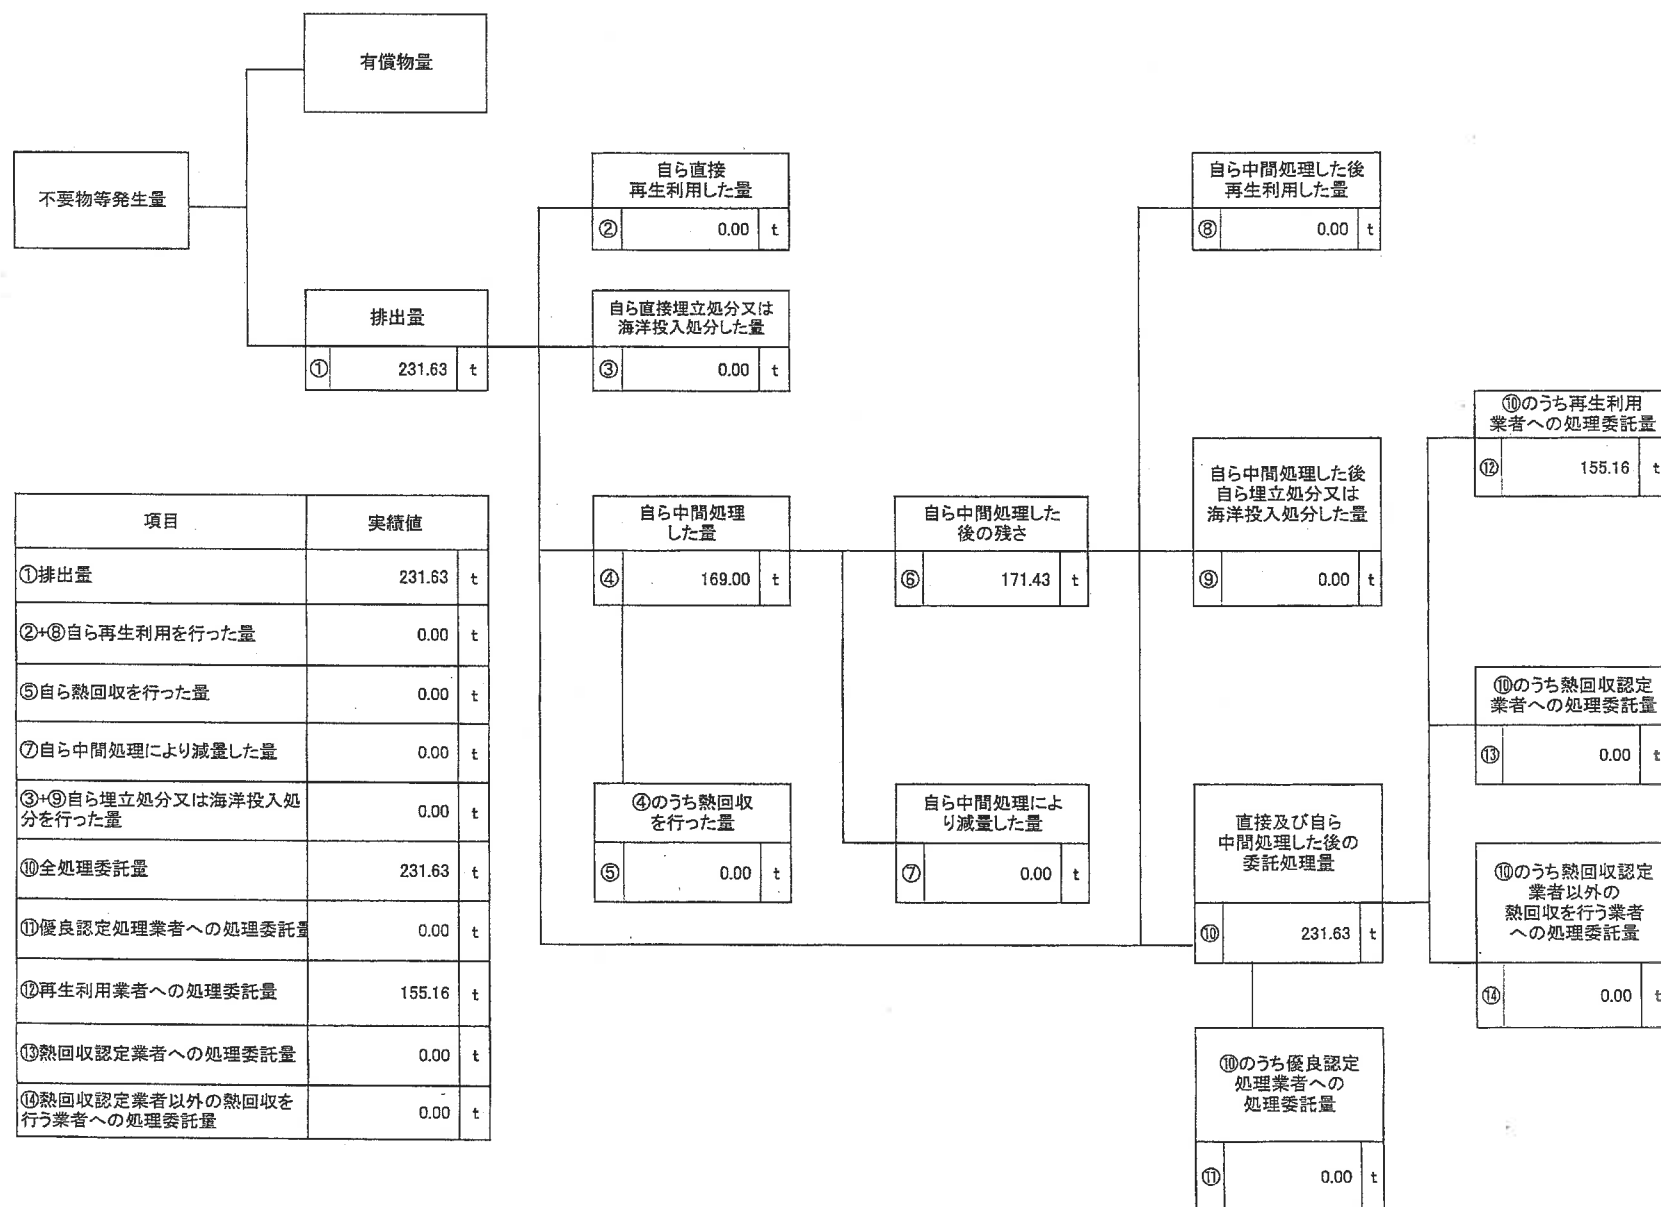 有償物量
不要物等発生量
排出量
① 231.63 t
自ら直接
再生利用した量
② 0.00 t
自ら直接埋立処分又は
海洋投入処分した量
③ 0.00 t
自ら中間処理
した量
④ 169.00 t
④のうち熱回収
を行った量
⑤ 0.00 t
自ら中間処理した
後の残さ
⑥ 171.43 t
自ら中間処理によ
り減量した量
⑦ 0.00 t
自ら中間処理した後
再生利用した量
⑧ 0.00 t
自ら中間処理した後
自ら埋立処分又は
海洋投入処分した量
⑨ 0.00 t
直接及び自ら
中間処理した後の
委託処理量
⑩ 231.63 t
⑩のうち優良認定
処理業者への
処理委託量
⑪ 0.00 t
⑩のうち再生利用
業者への処理委託量
⑫ 155.16 t
⑩のうち熱回収認定
業者への処理委託量
⑬ 0.00 t
⑩のうち熱回収認定
業者以外の
熱回収を行う業者
への処理委託量
⑭ 0.00 t
項目 実績値
①排出量 231.63 t
②+⑧自ら再生利用を行った量 0.00 t
⑤自ら熱回収を行った量 0.00 t
⑦自ら中間処理により減量した量 0.00 t
③+⑨自ら埋立処分又は海洋投入処
分を行った量 0.00 t
⑩全処理委託量 231.63 t
⑪優良認定処理業者への処理委託量 0.00 t
⑫再生利用業者への処理委託量 155.16 t
⑬熱回収認定業者への処理委託量 0.00 t
⑭熱回収認定業者以外の熱回収を
行う業者への処理委託量 0.00 t